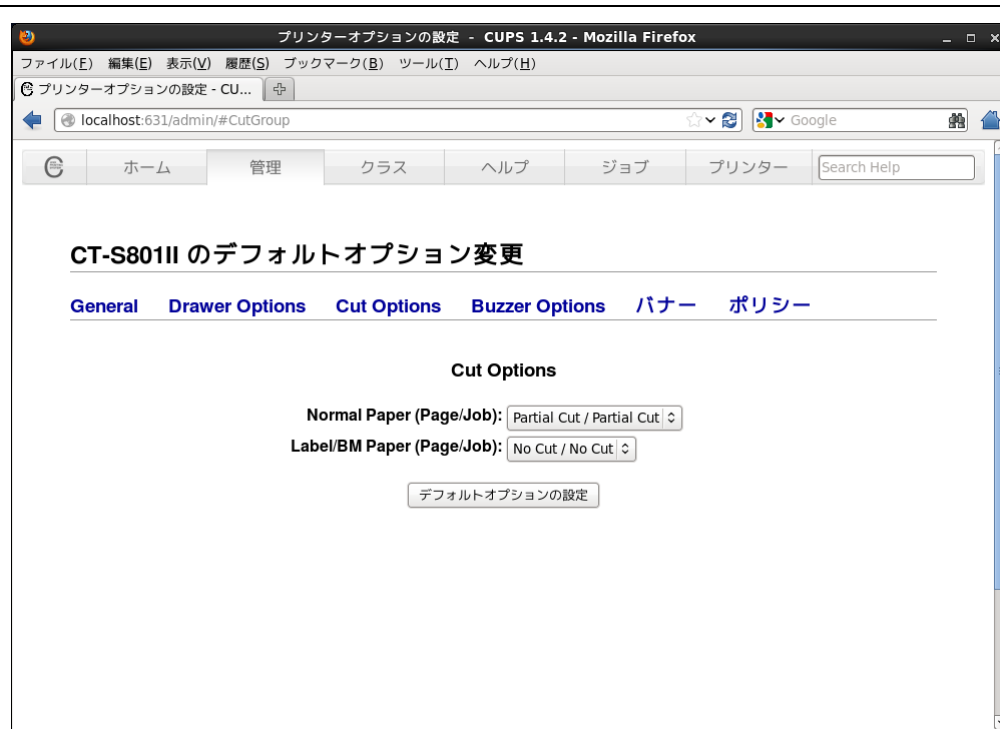 プリンターオプションの設定 - CUPS 1.4.2 - Mozilla Firefox
ファイル(F) 編集(E) 表示(V) 履歴(S) ブックマーク(B) ツール(T) ヘルプ(H)
プリンターオプションの設定 - CU...
localhost:631/admin/#CutGroup Google
ホーム 管理 クラス ヘルプ ジョブ プリンター Search Help
CT-S801II のデフォルトオプション変更
General Drawer Options Cut Options Buzzer Options バナー ポリシー
Cut Options
Normal Paper (Page/Job): Partial Cut / Partial Cut
Label/BM Paper (Page/Job): No Cut / No Cut
デフォルトオプションの設定